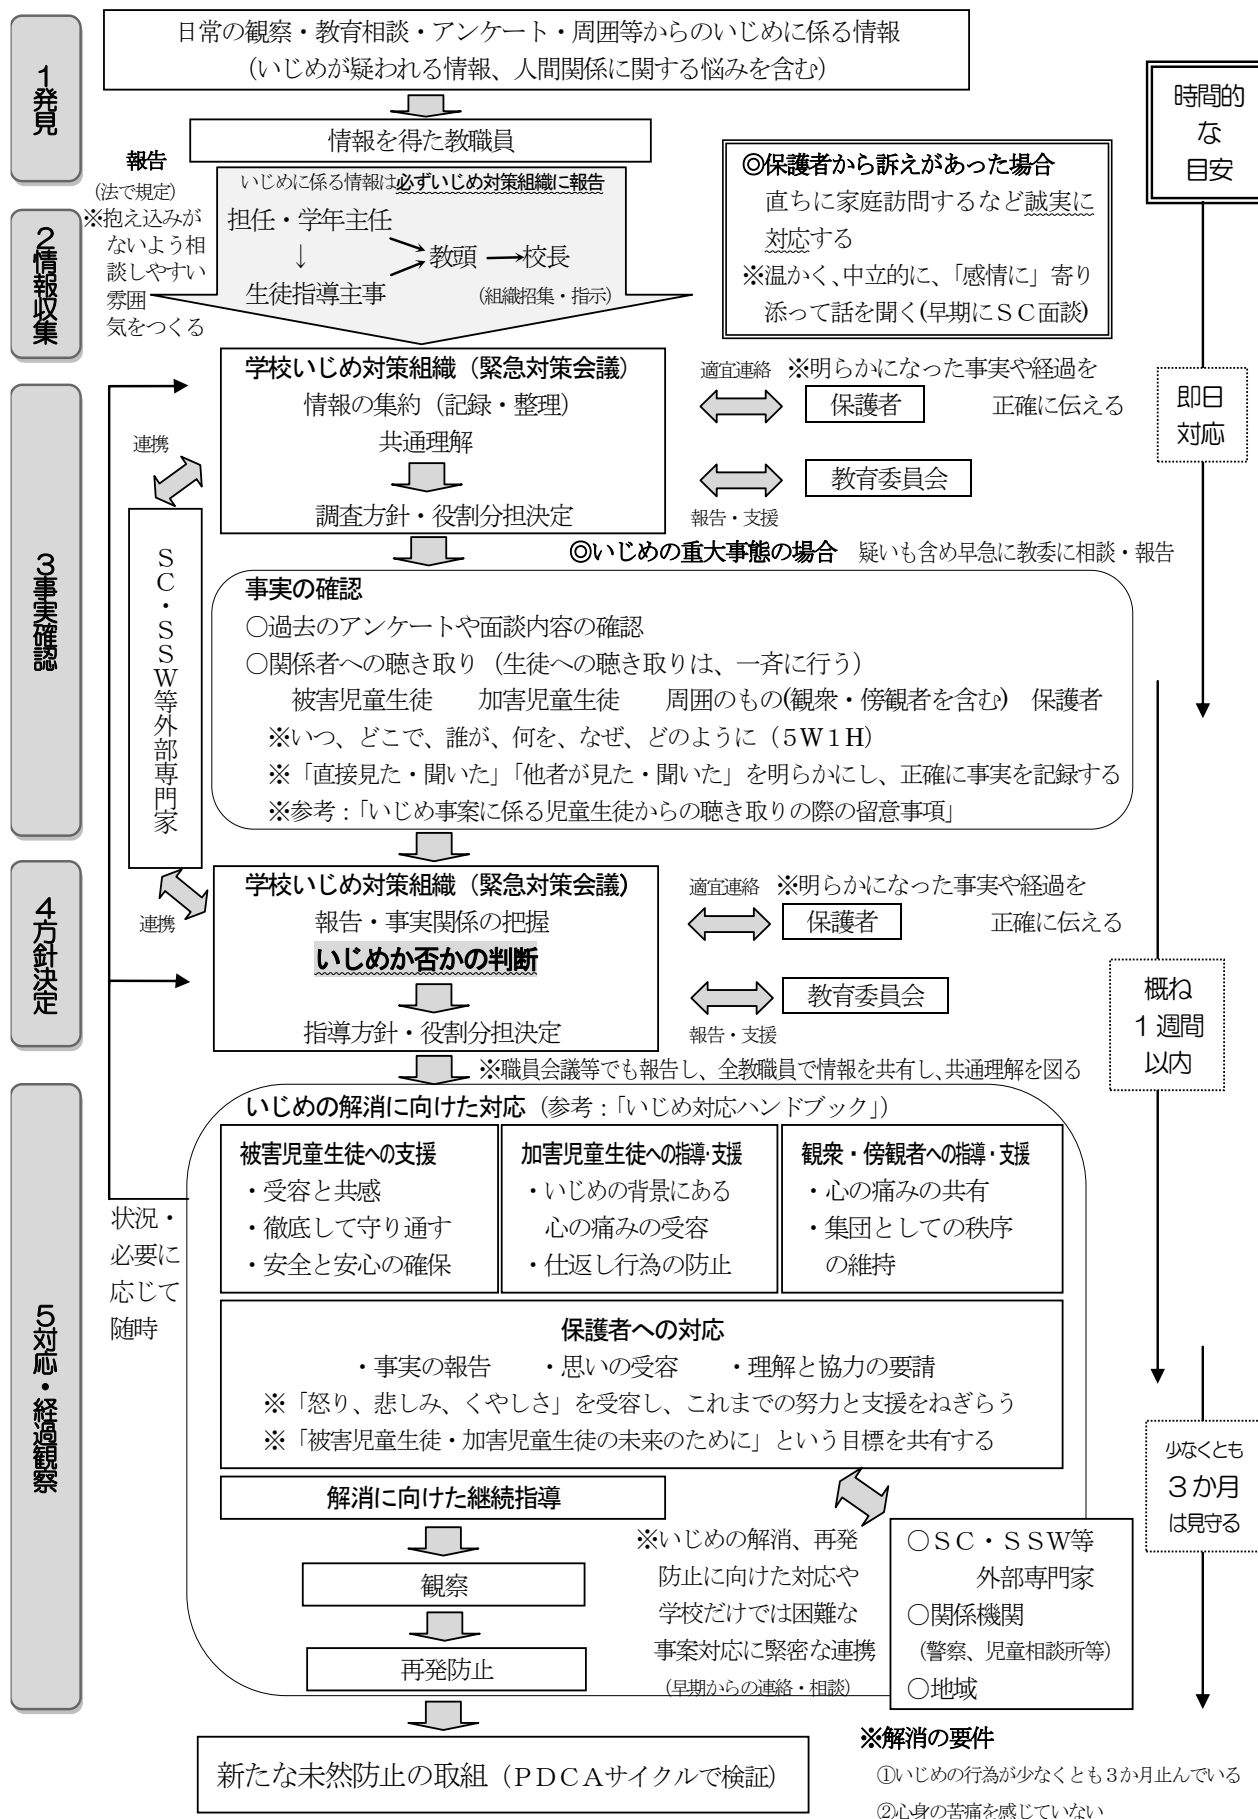 1発見
日常の観察・教育相談・アンケート・周囲等からのいじめに係る情報
(いじめが疑われる情報、人間関係に関する悩みを含む)
情報を得た教職員
時間的
な
目安
報告
(法で規定)
※抱え込みが
ないよう相
談しやすい
雰囲
気をつくる
いじめに係る情報は必ずいじめ対策組織に報告
担任・学年主任
↓
生徒指導主事
教頭
校長
(組織招集・指示)
◎保護者から訴えがあった場合
直ちに家庭訪問するなど誠実に
対応する
※温かく、中立的に、「感情に」寄り
添って話を聞く(早期にＳＣ面談)
2情報収集
3事実確認
学校いじめ対策組織（緊急対策会議）
情報の集約（記録・整理）
共通理解
調査方針・役割分担決定
適宜連絡 ※明らかになった事実や経過を
保護者 正確に伝える
教育委員会
報告・支援
即日
対応
連携
ＳＣ・ＳＳＷ等外部専門家
◎いじめの重大事態の場合 疑いも含め早急に教委に相談・報告
事実の確認
○過去のアンケートや面談内容の確認
○関係者への聴き取り（生徒への聴き取りは、一斉に行う）
被害児童生徒 加害児童生徒 周囲のもの(観衆・傍観者を含む) 保護者
※いつ、どこで、誰が、何を、なぜ、どのように（5Ｗ１Ｈ）
※「直接見た・聞いた」「他者が見た・聞いた」を明らかにし、正確に事実を記録する
※参考：「いじめ事案に係る児童生徒からの聴き取りの際の留意事項」
4方針決定
連携
学校いじめ対策組織（緊急対策会議）
報告・事実関係の把握
いじめか否かの判断
指導方針・役割分担決定
適宜連絡 ※明らかになった事実や経過を
保護者 正確に伝える
教育委員会
報告・支援
概ね
１週間
以内
※職員会議等でも報告し、全教職員で情報を共有し、共通理解を図る
5対応・経過観察
いじめの解消に向けた対応（参考：「いじめ対応ハンドブック」）
被害児童生徒への支援
・受容と共感
・徹底して守り通す
・安全と安心の確保
加害児童生徒への指導・支援
・いじめの背景にある
心の痛みの受容
・仕返し行為の防止
観衆・傍観者への指導・支援
・心の痛みの共有
・集団としての秩序
の維持
状況・
必要に
応じて
随時
保護者への対応
・事実の報告 ・思いの受容 ・理解と協力の要請
※「怒り、悲しみ、くやしさ」を受容し、これまでの努力と支援をねぎらう
※「被害児童生徒・加害児童生徒の未来のために」という目標を共有する
少なくとも
３か月
は見守る
解消に向けた継続指導
観察
再発防止
※いじめの解消、再発
防止に向けた対応や
学校だけでは困難な
事案対応に緊密な連携
(早期からの連絡・相談)
○ＳＣ・ＳＳＷ等
外部専門家
○関係機関
（警察、児童相談所等）
○地域
新たな未然防止の取組（ＰＤＣＡサイクルで検証）
※解消の要件
①いじめの行為が少なくとも３か月止んでいる
②心身の苦痛を感じていない